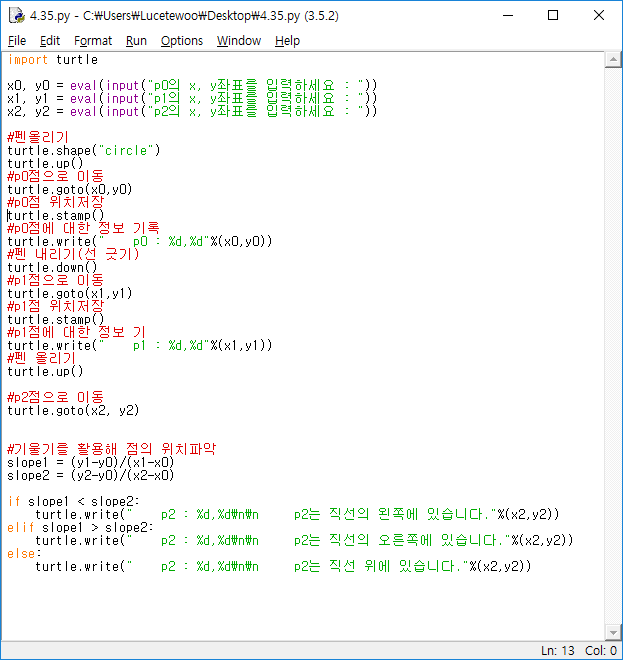 4.35.py - C:₩Users₩Lucetewoo₩Desktop₩4.35.py (3.5.2)
File Edit Format Run Options Window Help
import turtle
x0, y0 = eval(input("p0의 x, y좌표를 입력하세요 : "))
x1, y1 = eval(input("p1의 x, y좌표를 입력하세요 : "))
x2, y2 = eval(input("p2의 x, y좌표를 입력하세요 : "))
#펜올리기
turtle.shape("circle")
turtle.up()
#p0점으로 이동
turtle.goto(x0,y0)
#p0점 위치저장
turtle.stamp()
#p0점에 대한 정보 기록
turtle.write("    p0 : %d,%d"%(x0,y0))
#펜 내리기(선 긋기)
turtle.down()
#p1점으로 이동
turtle.goto(x1,y1)
#p1점 위치저장
turtle.stamp()
#p1점에 대한 정보 기
turtle.write("    p1 : %d,%d"%(x1,y1))
#펜 올리기
turtle.up()
#p2점으로 이동
turtle.goto(x2, y2)
#기울기를 활용해 점의 위치파악
slope1 = (y1-y0)/(x1-x0)
slope2 = (y2-y0)/(x2-x0)
if slope1 < slope2:
    turtle.write("    p2 : %d,%d₩n₩n     p2는 직선의 왼쪽에 있습니다."%(x2,y2))
elif slope1 > slope2:
    turtle.write("    p2 : %d,%d₩n₩n     p2는 직선의 오른쪽에 있습니다."%(x2,y2))
else:
    turtle.write("    p2 : %d,%d₩n₩n     p2는 직선 위에 있습니다."%(x2,y2))
Ln: 13 Col: 0